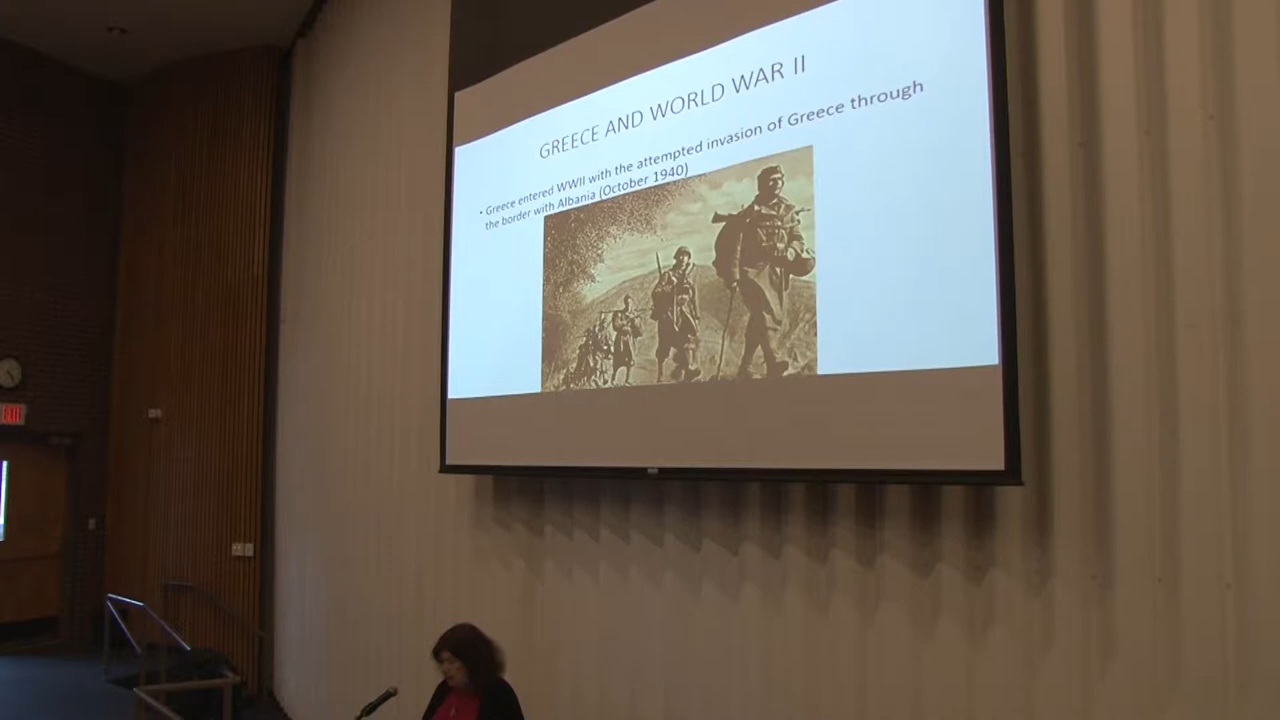 GREECE AND WORLD WAR II
• Greece entered WWII with the attempted invasion of Greece through
the border with Albania (October 1940)
EXIT